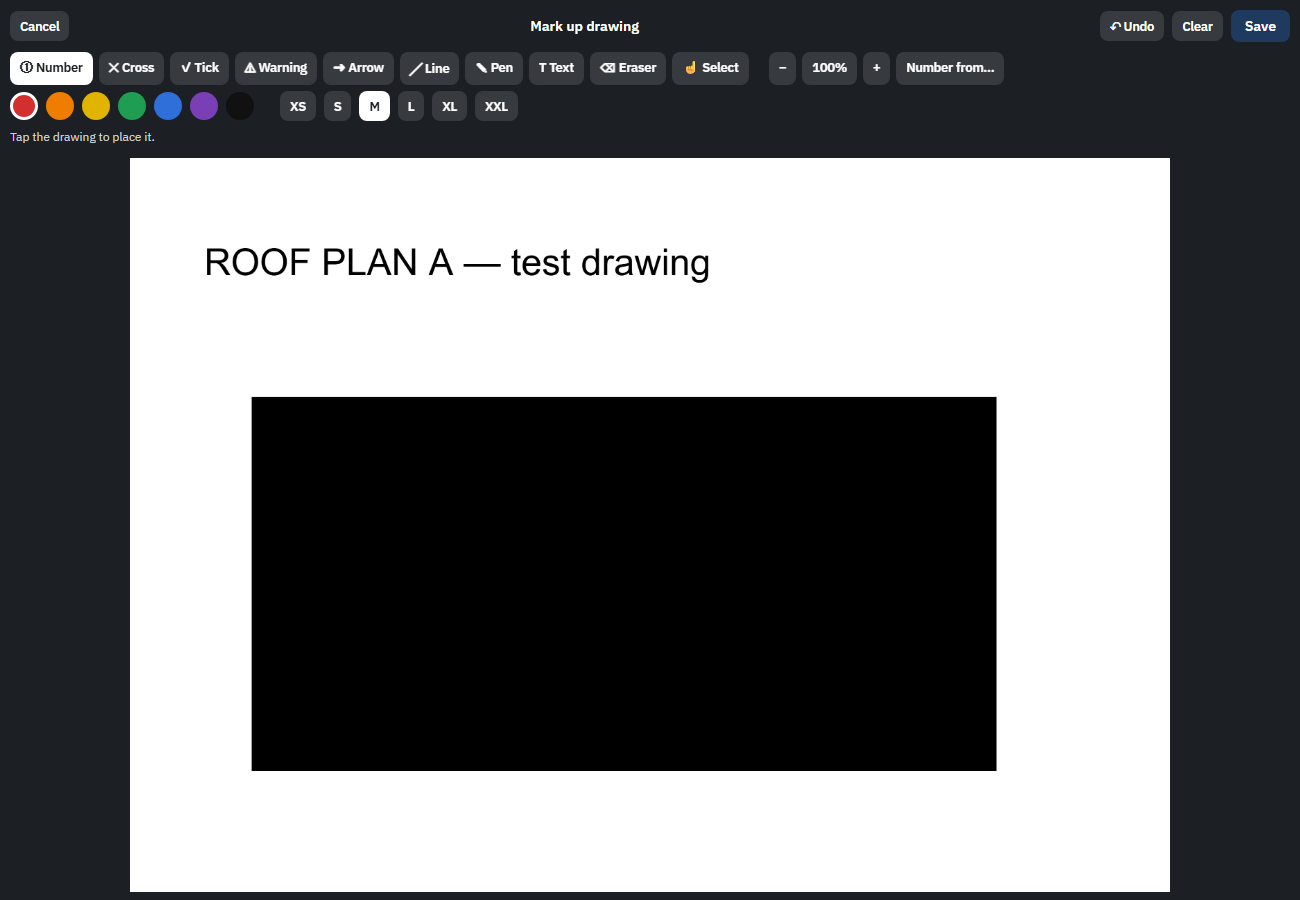 Cancel
Mark up drawing
↶ Undo
Clear
Save
① Number
✕ Cross
✓ Tick
⚠ Warning
➜ Arrow
╱ Line
✎ Pen
T Text
⌫ Eraser
☝ Select
−
100%
+
Number from...
XS
S
M
L
XL
XXL
Tap the drawing to place it.
ROOF PLAN A — test drawing